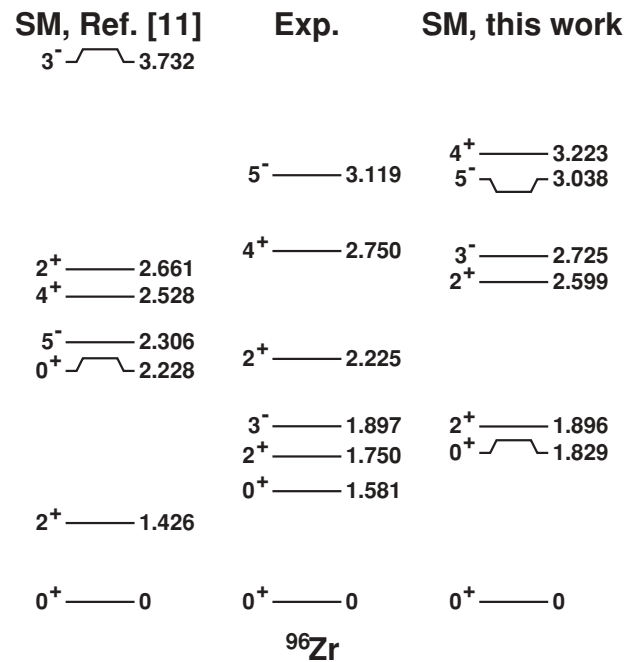 SM, Ref. [11] Exp. SM, this work
3⁻ 3.732
4⁺ 3.223
5⁻ 3.119 5⁻ 3.038
4⁺ 2.750 3⁻ 2.725
2⁺ 2.661 2⁺ 2.599
4⁺ 2.528
5⁻ 2.306
0⁺ 2.228 2⁺ 2.225
3⁻ 1.897 2⁺ 1.896
2⁺ 1.750 0⁺ 1.829
0⁺ 1.581
2⁺ 1.426
0⁺ 0 0⁺ 0 0⁺ 0
⁹⁶Zr